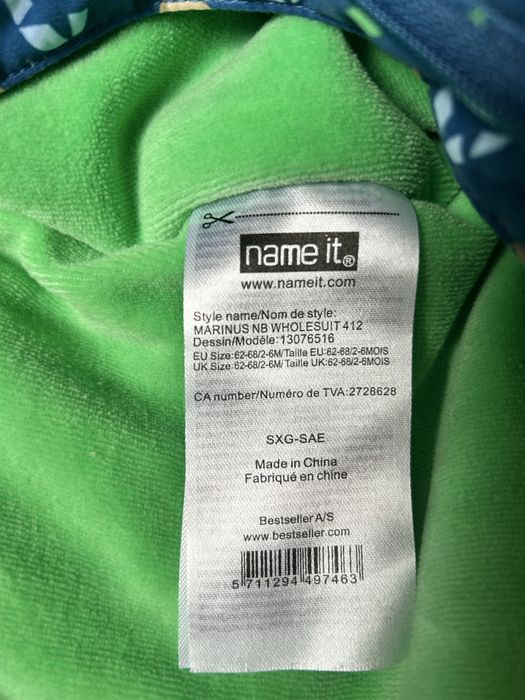 name it®
www.nameit.com
Style name/Nom de style:
MARINUS NB WHOLESUIT 412
Dessin/Modèle:13076516
EU Size:62-68/2-6M/Taille EU:62-68/2-6MOIS
UK Size:62-68/2-6M/ Taille UK:62-68/2-6MOIS
CA number/Numéro de TVA:2728628
SXG-SAE
Made in China
Fabriqué en chine
Bestseller A/S
www.bestseller.com
5 711294 497463